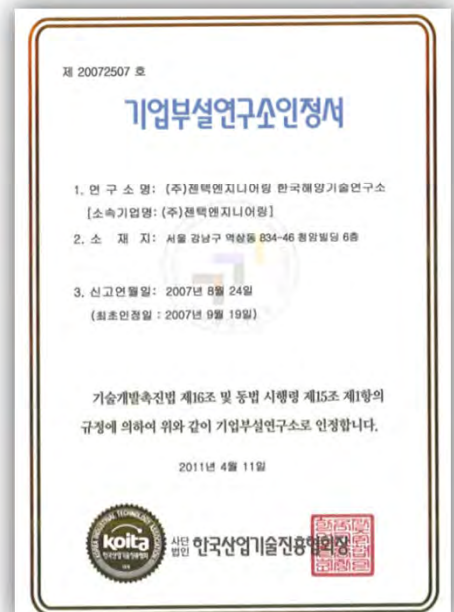 제 20072507 호
기업부설연구소인정서
1. 연 구 소 명: (주)젠텍엔지니어링 한국해양기술연구소
[소속기업명: (주)젠텍엔지니어링]
2. 소 재 지: 서울 강남구 역삼동 834-46 청암빌딩 6층
3. 신고연월일: 2007년 8월 24일
(최초인정일 : 2007년 9월 19일)
기술개발촉진법 제16조 및 동법 시행령 제15조 제1항의
규정에 의하여 위와 같이 기업부설연구소로 인정합니다.
2011년 4월 11일
koita
사단법인 한국산업기술진흥협회장